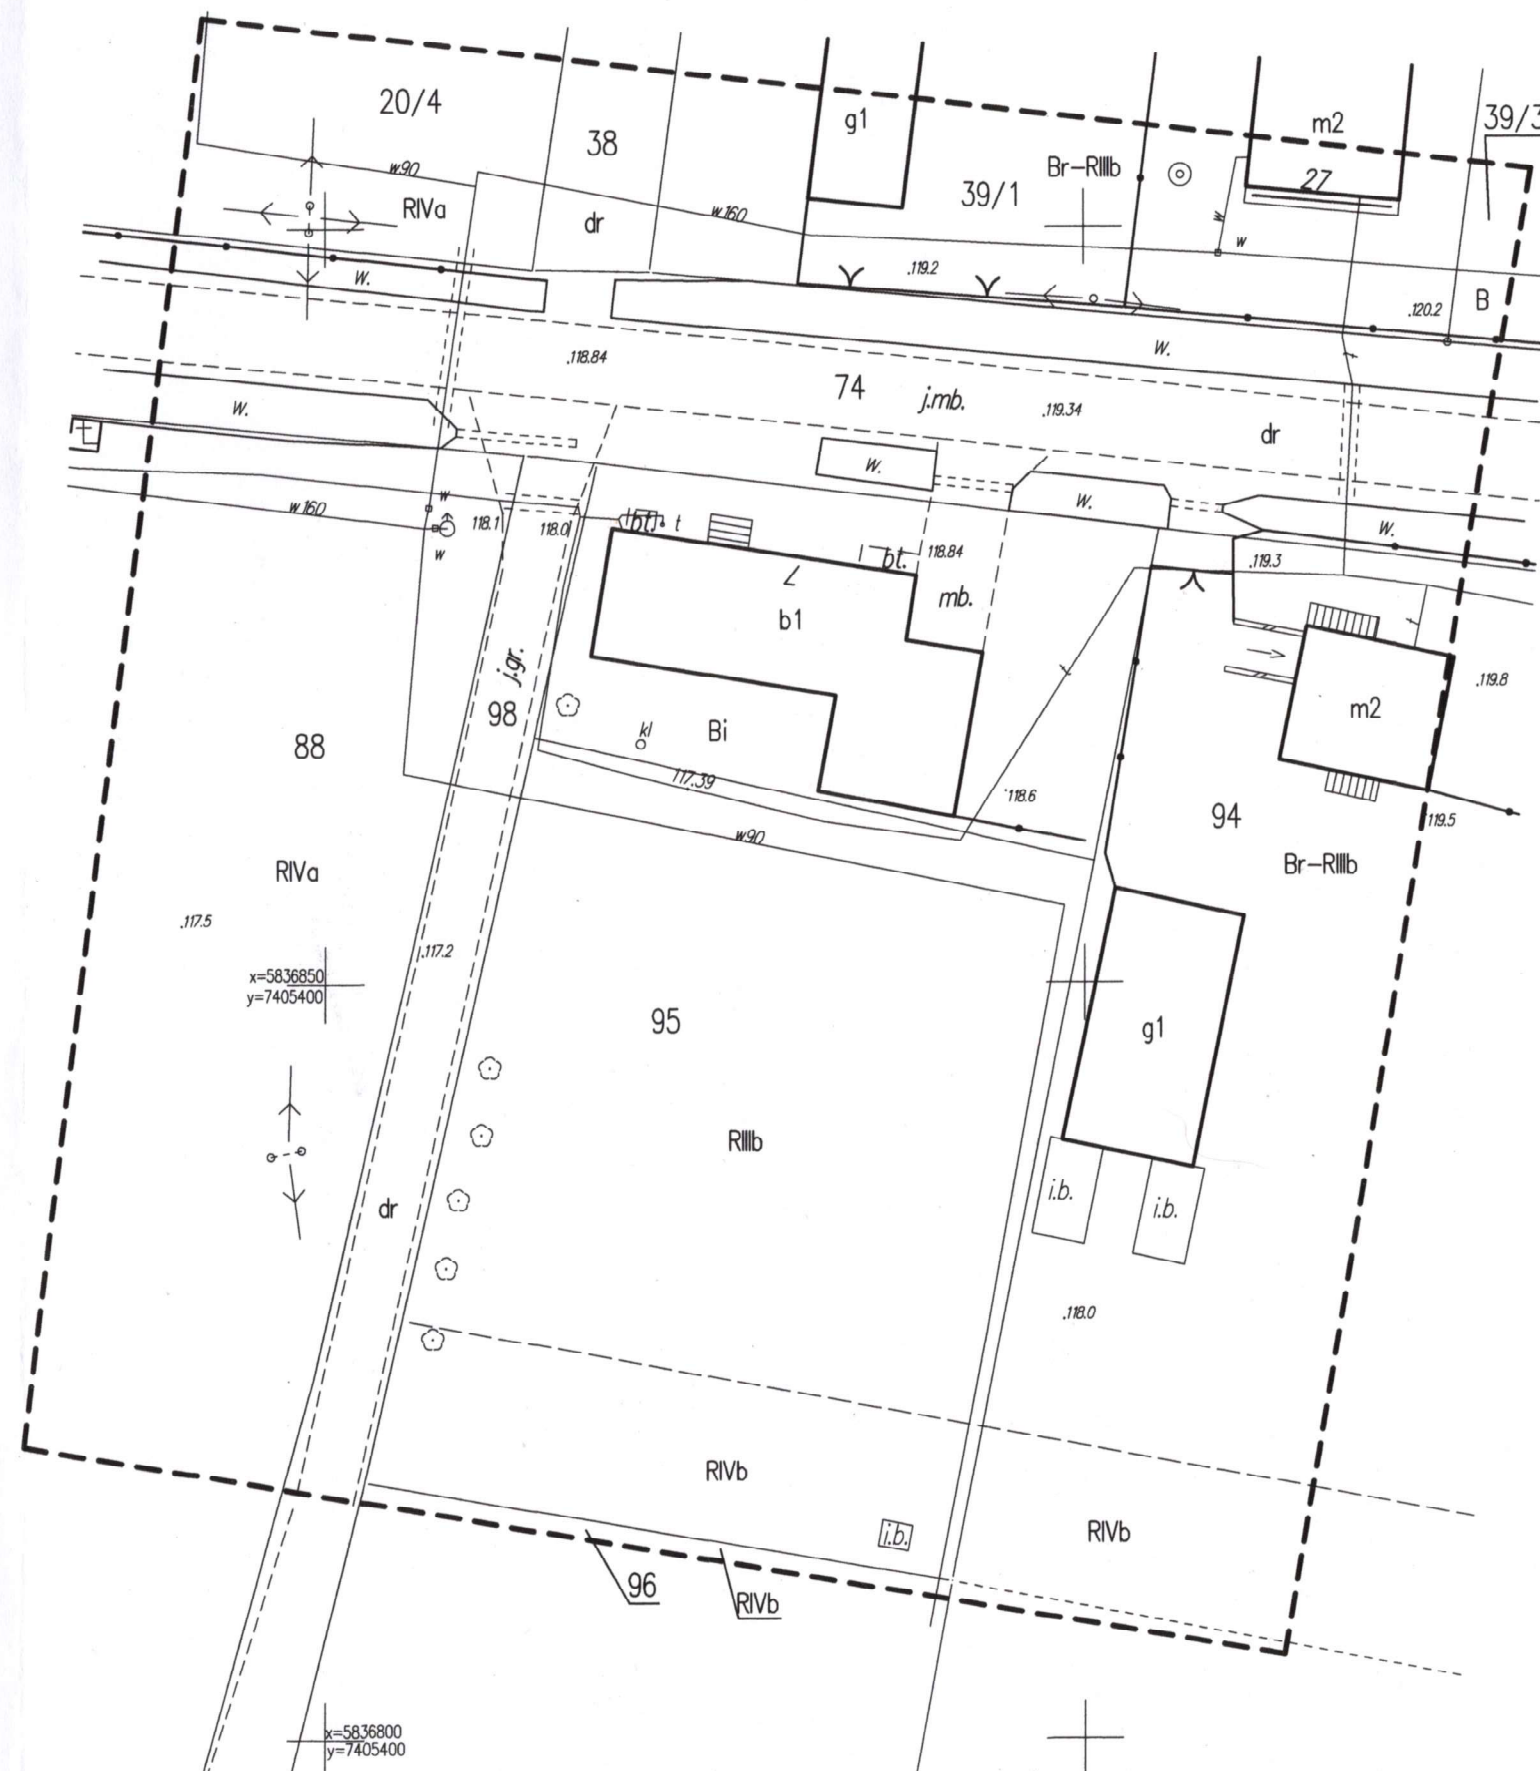 20/4
g1
m2
39/3
38
w90
Br-RIIIb
27
39/1
RIVa
dr
w160
w
w
.119.2
W.
.120.2
B
.118.84
W.
74
j.mb.
.119.34
W.
dr
W.
w
W.
w160
118.1
118.0
bt.
t
W.
w
bt.
118.84
.119.3
b1
mb.
j.gr.
.119.8
98
kl
Bi
m2
88
117.39
118.6
94
119.5
w90
RIVa
Br-RIIIb
.117.5
.117.2
x=5836850
y=7405400
95
g1
RIIIb
i.b.
dr
i.b.
.118.0
RIVb
i.b.
RIVb
96
RIVb
x=5836800
y=7405400